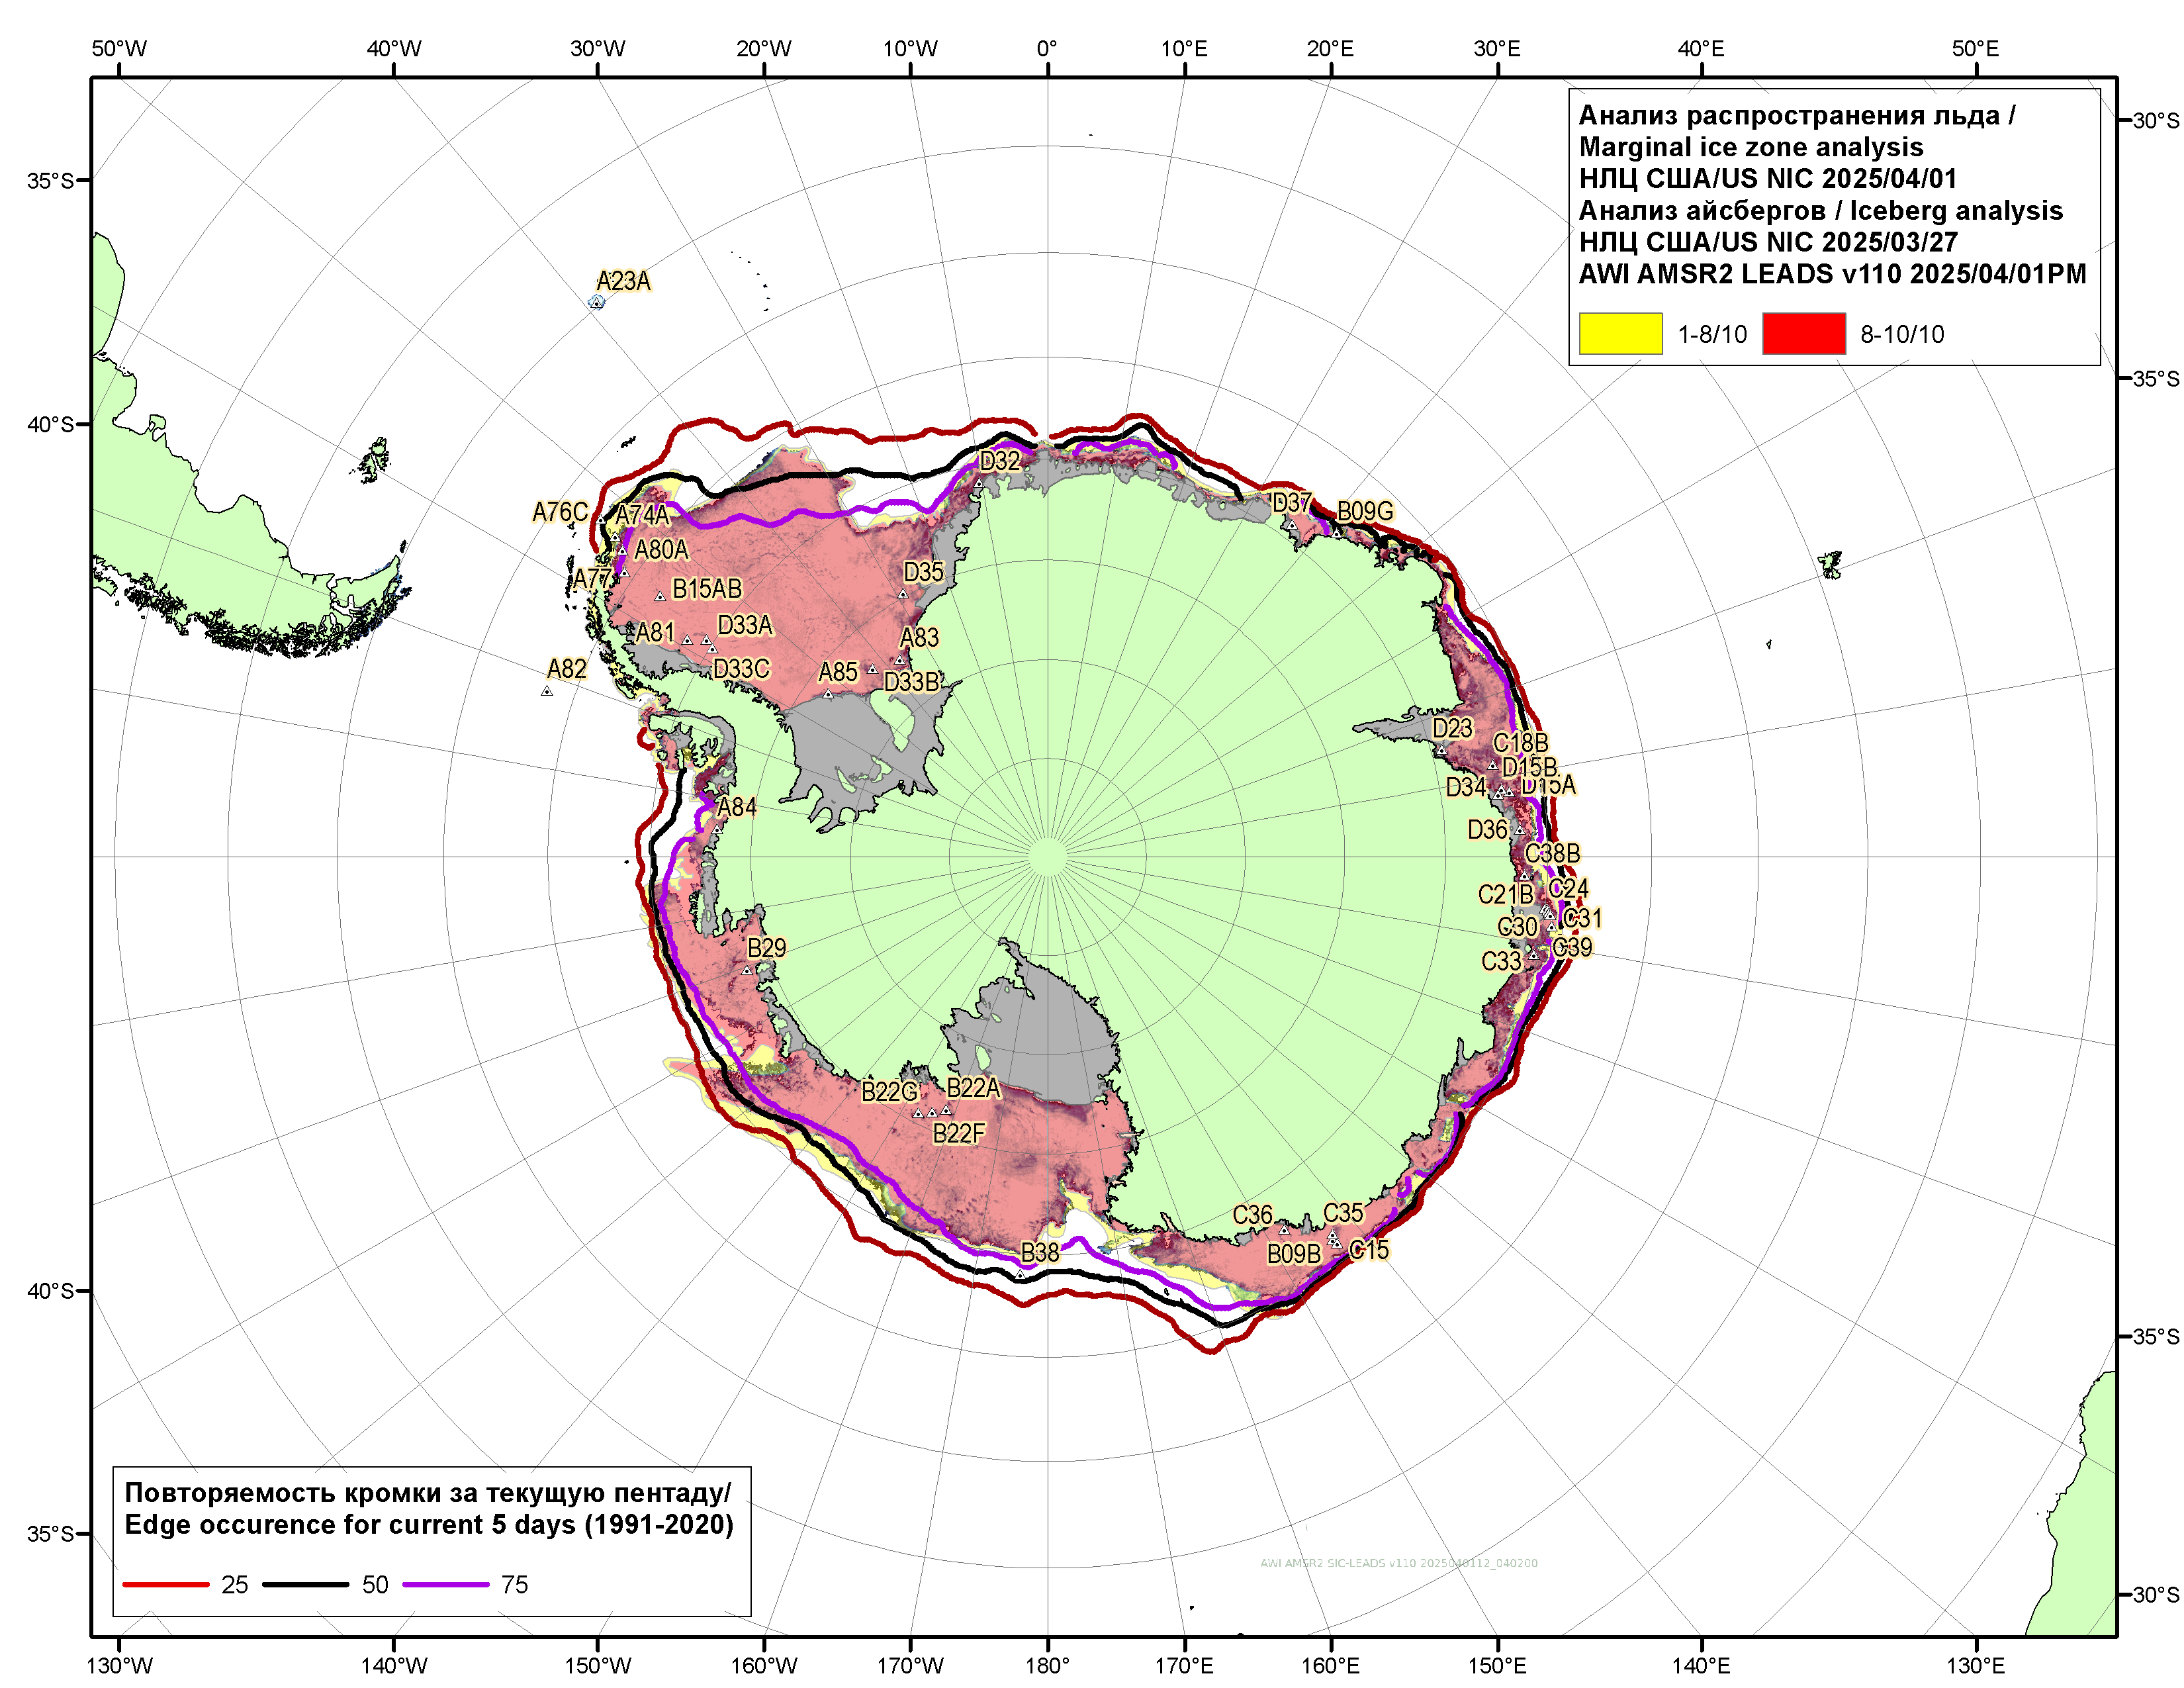 50°W 40°W 30°W 20°W 10°W 0° 10°E 20°E 30°E 40°E 50°E
Анализ распространения льда /
Marginal ice zone analysis
НЛЦ США/US NIC 2025/04/01
Анализ айсбергов / Iceberg analysis
НЛЦ США/US NIC 2025/03/27
AWI AMSR2 LEADS v110 2025/04/01PM
1-8/10 8-10/10
30°S
35°S
35°S
40°S
A23A
D32
A76C
A74A
D37
B09G
A80A
A77
B15AB
D35
A81
D33A
A83
A82
D33C
A85
D33B
D23
C18B
D15B
D34
D15A
A84
D36
C38B
C21B
C24
C30
C31
C33
C39
B29
B22G
B22A
B22F
C36
C35
B38
B09B
C15
40°S
35°S
35°S
30°S
Повторяемость кромки за текущую пентаду/
Edge occurence for current 5 days (1991-2020)
25 50 75
AWI AMSR2 SIC-LEADS v110 2025040112_040200
130°W 140°W 150°W 160°W 170°W 180° 170°E 160°E 150°E 140°E 130°E